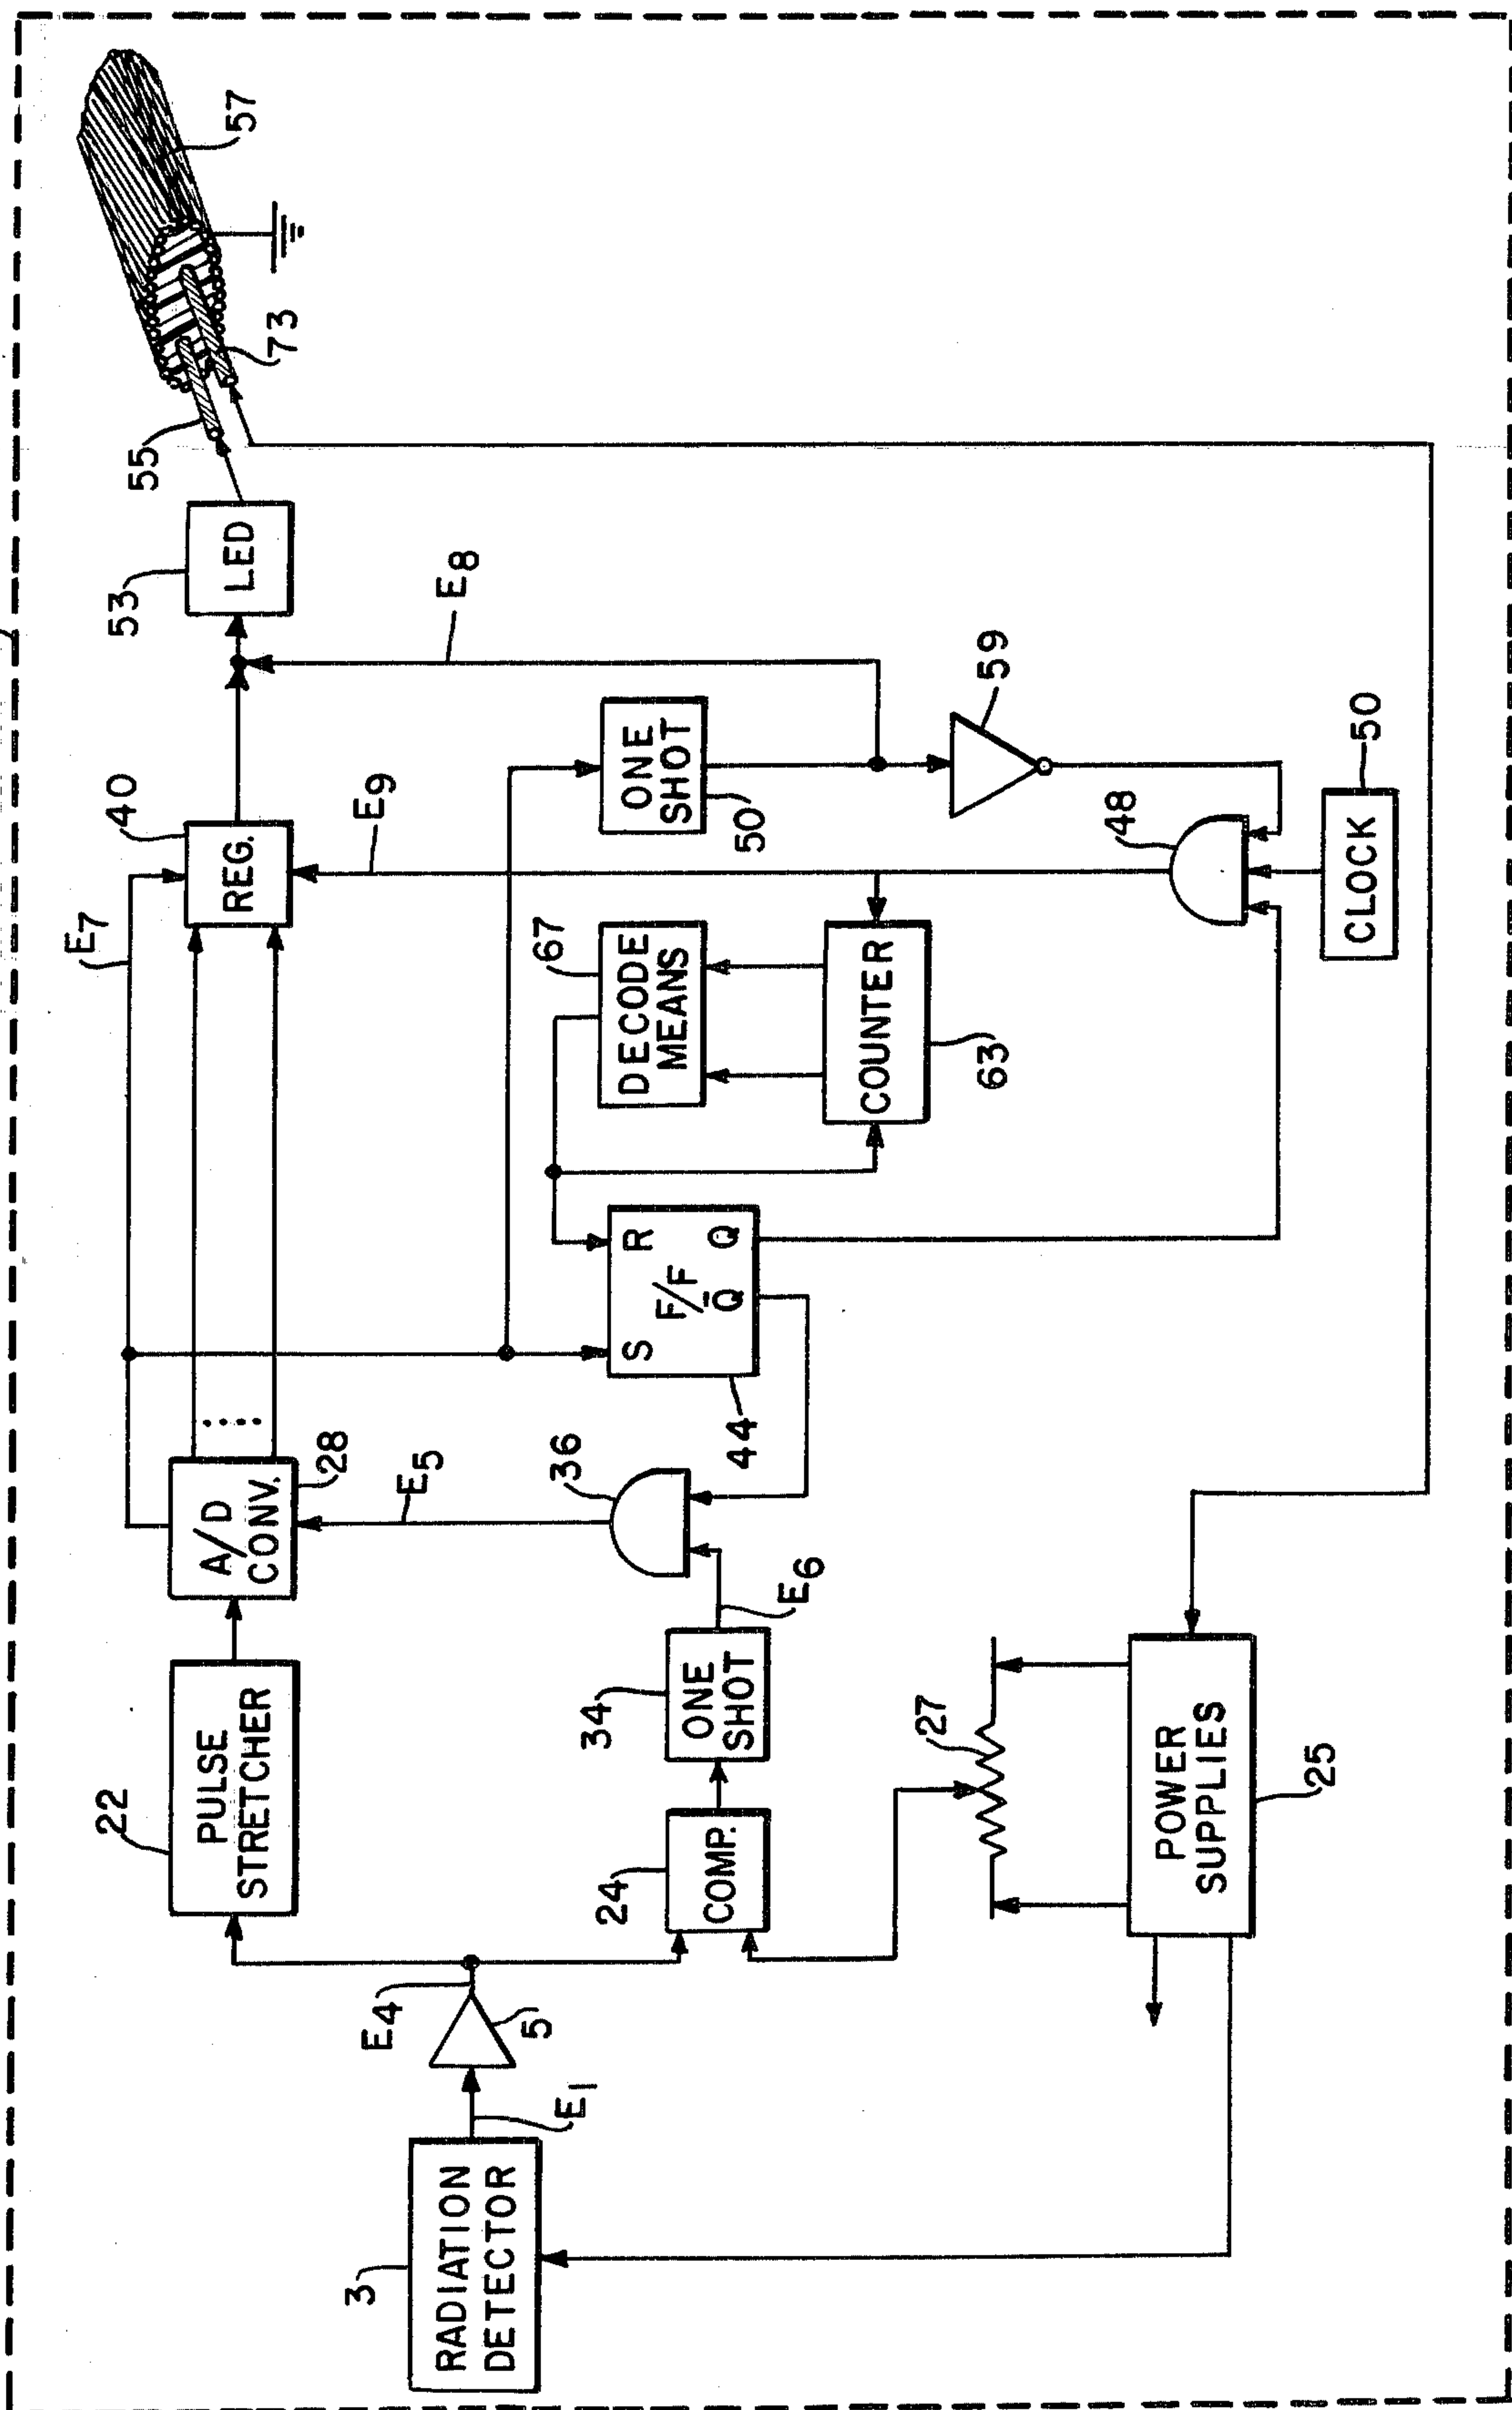 3
RADIATION
DETECTOR
E1
E4
5
22
PULSE
STRETCHER
24
COMP.
34
ONE
SHOT
E6
27
POWER
SUPPLIES
25
A/D
CONV.
28
E5
36
E7
S
R
F/F
Q̅
Q
44
40
REG.
E9
67
DECODE
MEANS
COUNTER
63
ONE
SHOT
50
E8
59
48
CLOCK
50
53
LED
55
73
57